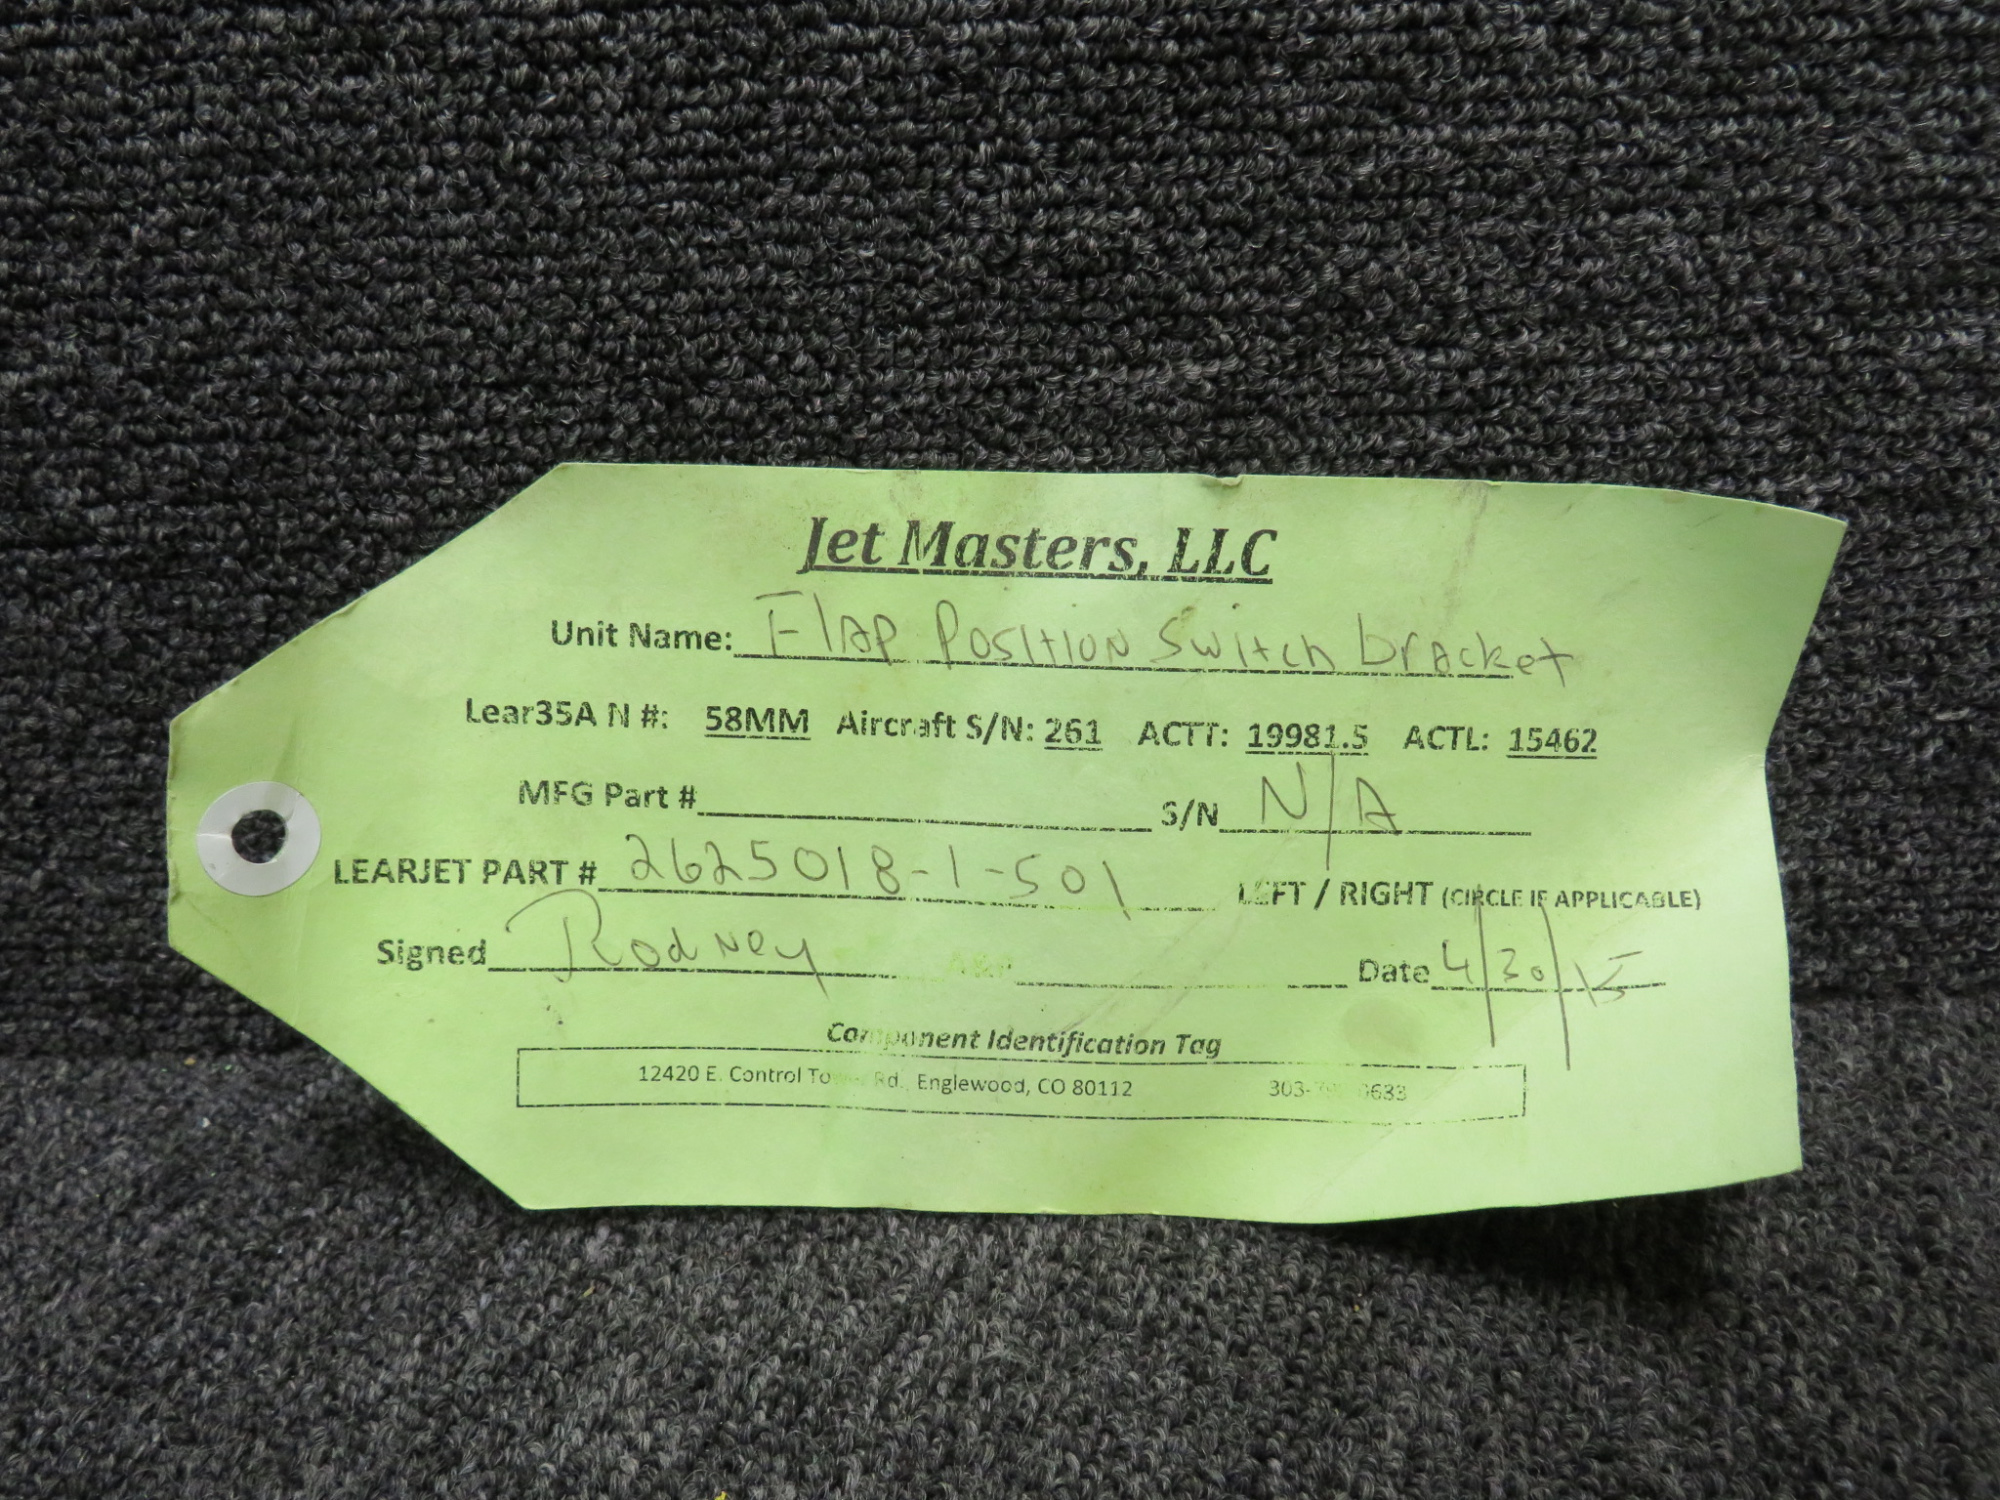 Jet Masters, LLC
Unit Name: Flap Position Switch bracket
Lear35A N #: 58MM Aircraft S/N: 261 ACTT: 19981.5 ACTL: 15462
MFG Part # S/N N/A
LEARJET PART # 2625018-1-501 LEFT / RIGHT (CIRCLE IF APPLICABLE)
Signed Rodney Date 4/30/15
Component Identification Tag
12420 E. Control Tower Rd., Englewood, CO 80112 303-